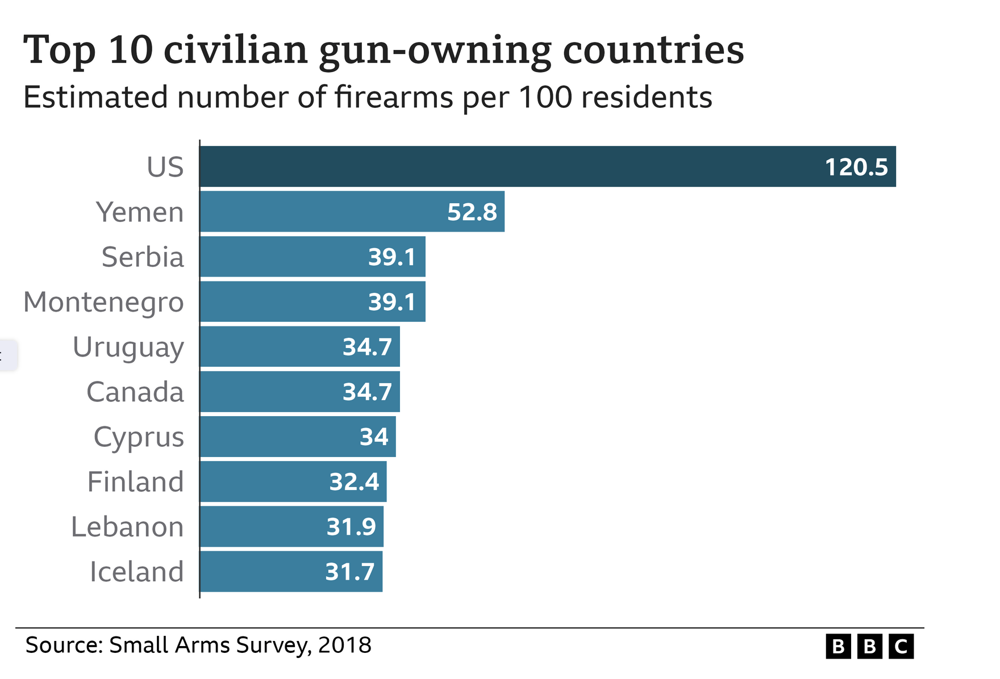 Top 10 civilian gun-owning countries
Estimated number of firearms per 100 residents
US 120.5
Yemen 52.8
Serbia 39.1
Montenegro 39.1
Uruguay 34.7
Canada 34.7
Cyprus 34
Finland 32.4
Lebanon 31.9
Iceland 31.7
Source: Small Arms Survey, 2018
BBC